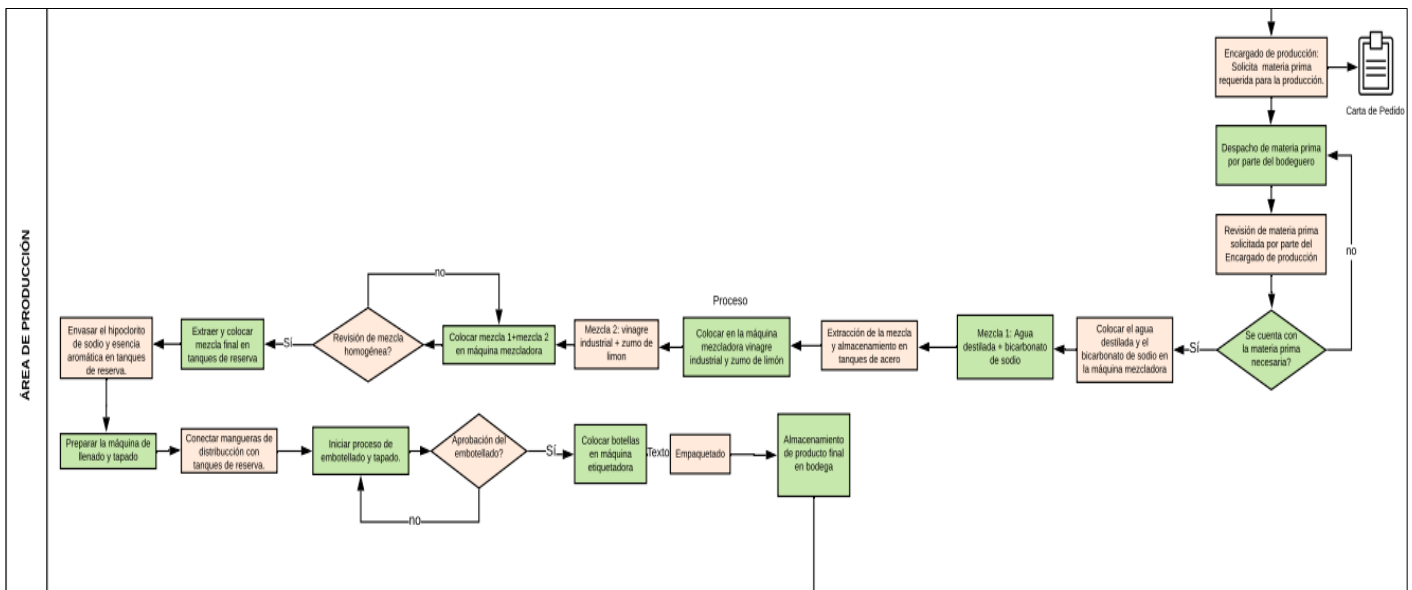 ÁREA DE PRODUCCIÓN
Encargado de producción:
Solicita materia prima
requerida para la producción.
Carta de Pedido
Despacho de materia prima
por parte del bodeguero
Revisión de materia prima
solicitada por parte del
Encargado de producción
no
Se cuenta con
la materia prima
necesaria?
Sí
Colocar el agua
destilada y el
bicarbonato de sodio en
la máquina mezcladora
Mezcla 1: Agua
destilada + bicarbonato
de sodio
Extracción de la mezcla
y almacenamiento en
tanques de acero
Proceso
Colocar en la máquina
mezcladora vinagre
industrial y zumo de limón
Mezcla 2: vinagre
industrial + zumo de
limon
Colocar mezcla 1+mezcla 2
en máquina mezcladora
no
Revisión de mezcla
homogénea?
Sí
Extraer y colocar
mezcla final en
tanques de reserva
Envasar el hipoclorito
de sodio y esencia
aromática en tanques
de reserva.
Preparar la máquina de
llenado y tapado
Conectar mangueras de
distribucción con
tanques de reserva.
Iniciar proceso de
embotellado y tapado.
Aprobación del
embotellado?
no
Sí
Colocar botellas
en máquina
etiquetadora
Texto
Empaquetado
Almacenamiento
de producto final
en bodega